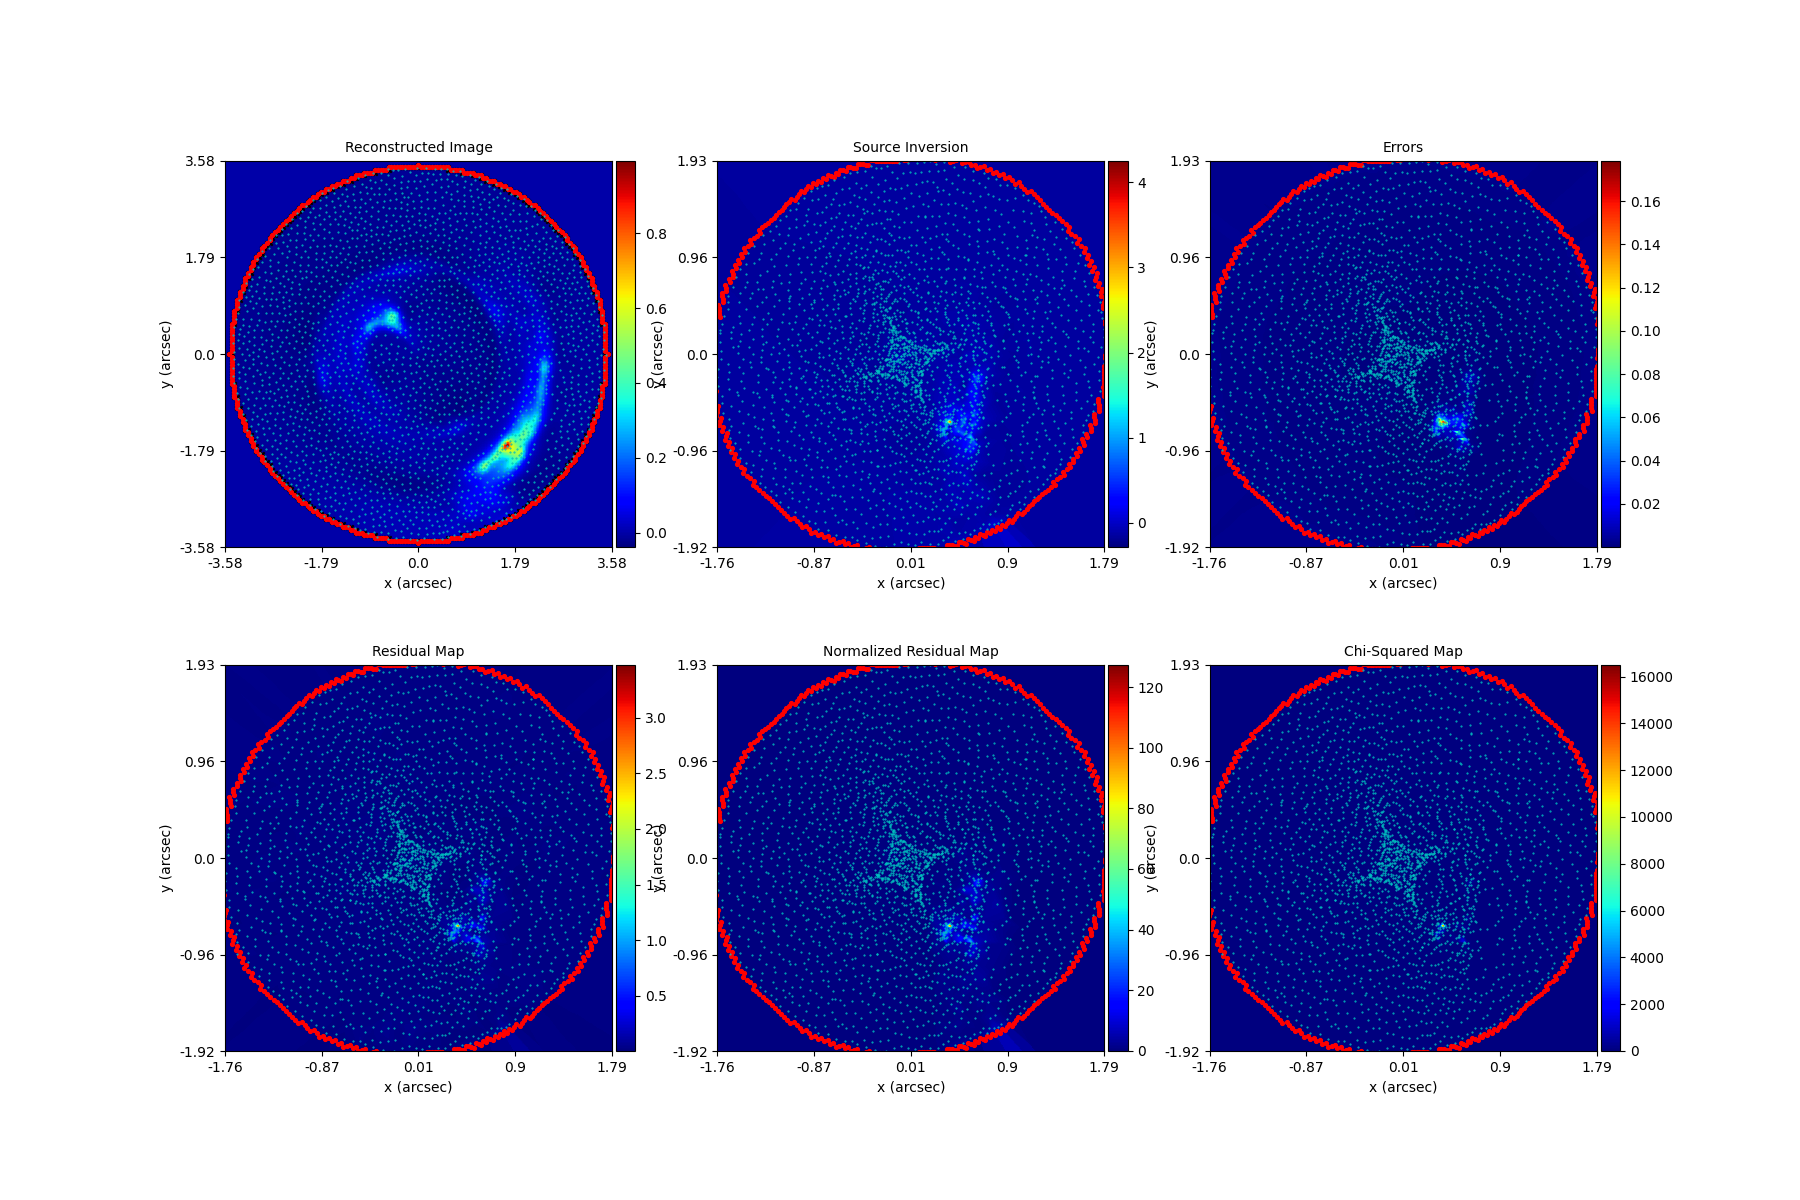 Reconstructed Image
3.58
1.79
0.0
-1.79
-3.58
y (arcsec)
-3.58 -1.79 0.0 1.79 3.58
x (arcsec)
0.8
0.6
0.4
0.2
0.0
Source Inversion
1.93
0.96
0.0
-0.96
-1.92
y (arcsec)
-1.76 -0.87 0.01 0.9 1.79
x (arcsec)
4
3
2
1
0
Errors
1.93
0.96
0.0
-0.96
-1.92
y (arcsec)
-1.76 -0.87 0.01 0.9 1.79
x (arcsec)
0.16
0.14
0.12
0.10
0.08
0.06
0.04
0.02
Residual Map
1.93
0.96
0.0
-0.96
-1.92
y (arcsec)
-1.76 -0.87 0.01 0.9 1.79
x (arcsec)
3.0
2.5
2.0
1.5
1.0
0.5
Normalized Residual Map
1.93
0.96
0.0
-0.96
-1.92
y (arcsec)
-1.76 -0.87 0.01 0.9 1.79
x (arcsec)
120
100
80
60
40
20
0
Chi-Squared Map
1.93
0.96
0.0
-0.96
-1.92
y (arcsec)
-1.76 -0.87 0.01 0.9 1.79
x (arcsec)
16000
14000
12000
10000
8000
6000
4000
2000
0